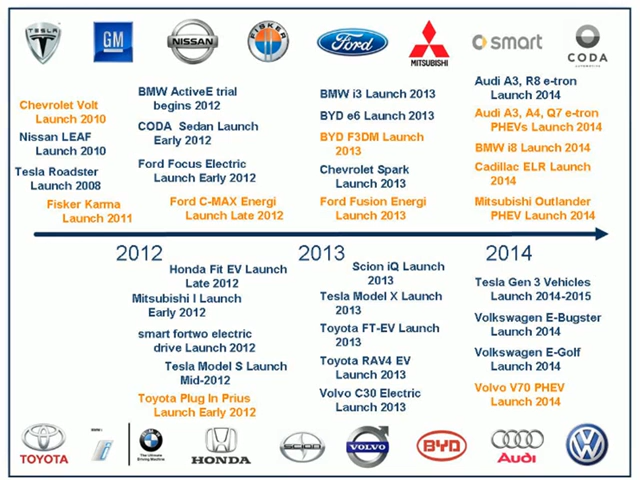 TESLA
GM
NISSAN
FISKER
Ford
MITSUBISHI
smart
CODA
Chevrolet Volt
Launch 2010
Nissan LEAF
Launch 2010
Tesla Roadster
Launch 2008
Fisker Karma
Launch 2011
BMW ActiveE trial
begins 2012
CODA Sedan Launch
Early 2012
Ford Focus Electric
Launch Early 2012
Ford C-MAX Energi
Launch Late 2012
BMW i3 Launch 2013
BYD e6 Launch 2013
BYD F3DM Launch
2013
Chevrolet Spark
Launch 2013
Ford Fusion Energi
Launch 2013
Audi A3, R8 e-tron
Launch 2014
Audi A3, A4, Q7 e-tron
PHEVs Launch 2014
BMW i8 Launch 2014
Cadillac ELR Launch
2014
Mitsubishi Outlander
PHEV Launch 2014
2012
2013
2014
Honda Fit EV Launch
Late 2012
Mitsubishi I Launch
Early 2012
smart fortwo electric
drive Launch 2012
Tesla Model S Launch
Mid-2012
Toyota Plug In Prius
Launch Early 2012
Scion iQ Launch
2013
Tesla Model X Launch
2013
Toyota FT-EV Launch
2013
Toyota RAV4 EV
Launch 2013
Volvo C30 Electric
Launch 2013
Tesla Gen 3 Vehicles
Launch 2014-2015
Volkswagen E-Bugster
Launch 2014
Volkswagen E-Golf
Launch 2014
Volvo V70 PHEV
Launch 2014
TOYOTA
i
BMW
The Ultimate
Driving Machine
HONDA
SCION
VOLVO
BYD
Audi